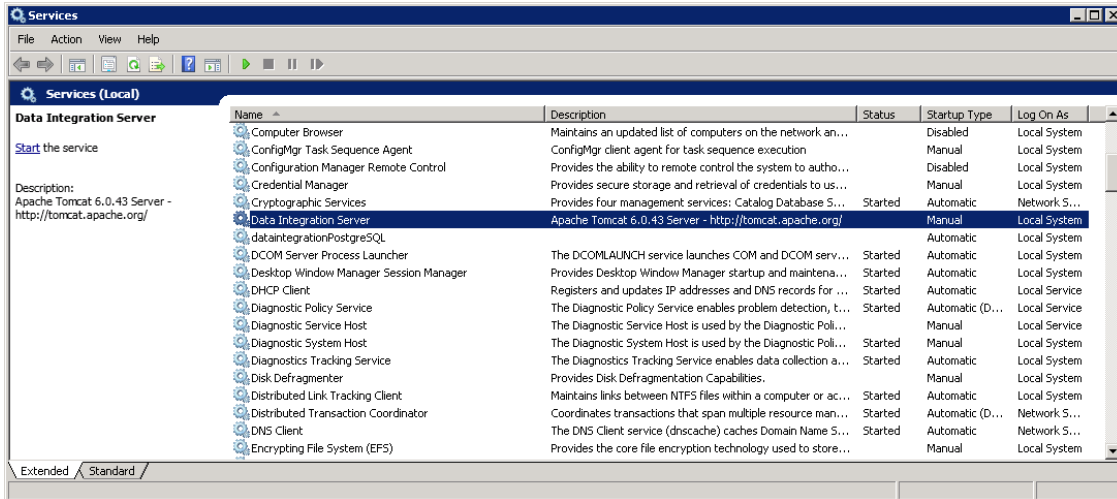 Services
File Action View Help
Services (Local)
Data Integration Server
Start the service
Description:
Apache Tomcat 6.0.43 Server -
http://tomcat.apache.org/
Name Description Status Startup Type Log On As
Computer Browser Maintains an updated list of computers on the network an... Disabled Local System
ConfigMgr Task Sequence Agent ConfigMgr client agent for task sequence execution Manual Local System
Configuration Manager Remote Control Provides the ability to remote control the system to autho... Disabled Local System
Credential Manager Provides secure storage and retrieval of credentials to us... Manual Local System
Cryptographic Services Provides four management services: Catalog Database S... Started Automatic Network S...
Data Integration Server Apache Tomcat 6.0.43 Server - http://tomcat.apache.org/ Manual Local System
dataintegrationPostgreSQL Automatic Local System
DCOM Server Process Launcher The DCOMLAUNCH service launches COM and DCOM serv... Started Automatic Local System
Desktop Window Manager Session Manager Provides Desktop Window Manager startup and maintena... Started Automatic Local System
DHCP Client Registers and updates IP addresses and DNS records for ... Started Automatic Local Service
Diagnostic Policy Service The Diagnostic Policy Service enables problem detection, t... Started Automatic (D... Local Service
Diagnostic Service Host The Diagnostic Service Host is used by the Diagnostic Poli... Manual Local Service
Diagnostic System Host The Diagnostic System Host is used by the Diagnostic Poli... Started Manual Local System
Diagnostics Tracking Service The Diagnostics Tracking Service enables data collection a... Started Automatic Local System
Disk Defragmenter Provides Disk Defragmentation Capabilities. Manual Local System
Distributed Link Tracking Client Maintains links between NTFS files within a computer or ac... Started Automatic Local System
Distributed Transaction Coordinator Coordinates transactions that span multiple resource man... Started Automatic (D... Network S...
DNS Client The DNS Client service (dnscache) caches Domain Name S... Started Automatic Network S...
Encrypting File System (EFS) Provides the core file encryption technology used to store... Manual Local System
Extended Standard